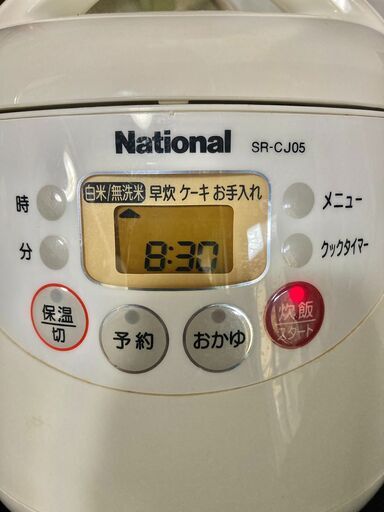 National SR-CJ05
白米/無洗米 早炊 ケーキ お手入れ
時
メニュー
8:30
分
クックタイマー
保温
切
予約
おかゆ
炊飯
スタート